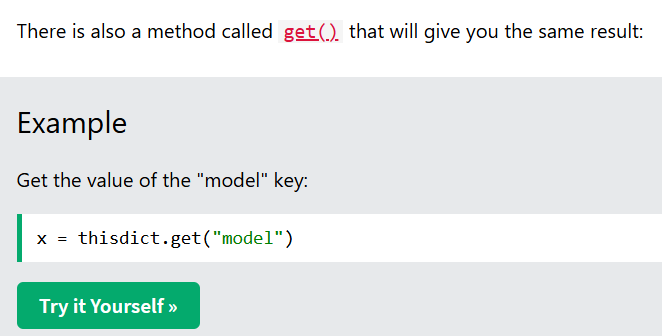 There is also a method called get() that will give you the same result:
Example
Get the value of the "model" key:
x = thisdict.get("model")
Try it Yourself »